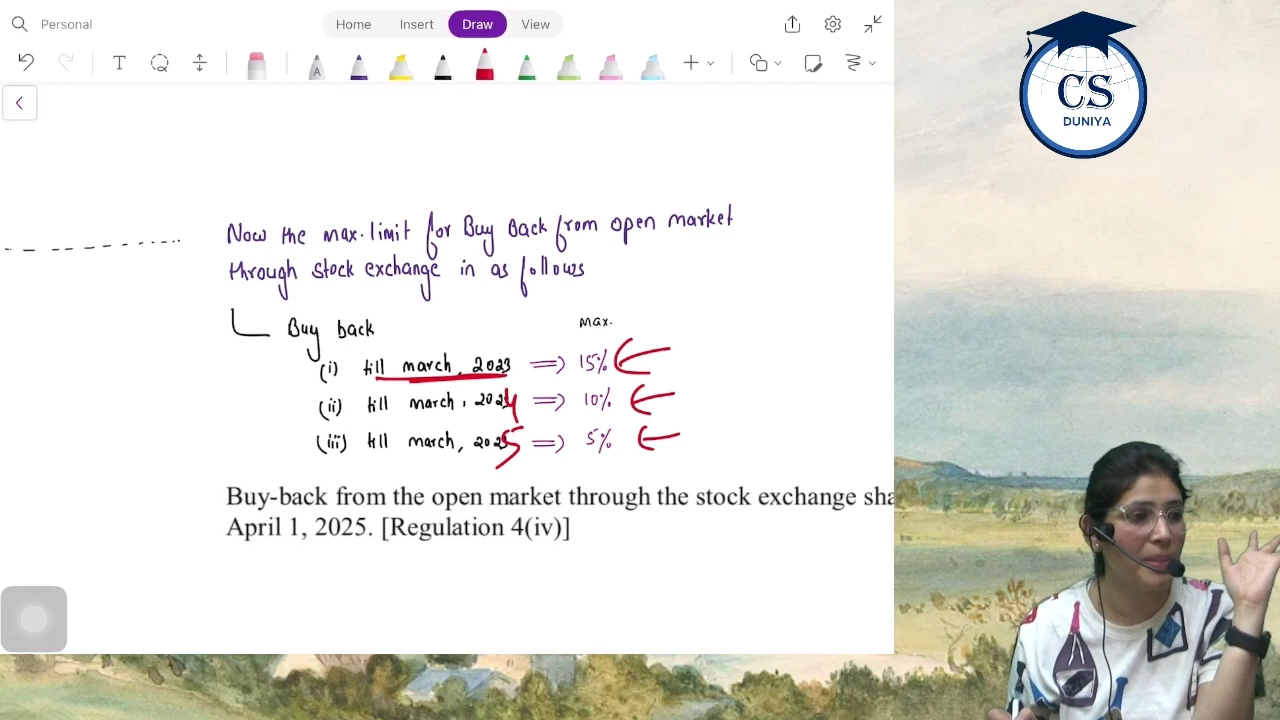 Personal
Home Insert Draw View
CS
DUNIYA
Now the max. limit for Buy Back from open market
through stock exchange in as follows
Buy back max.
(i) till march, 2023 => 15%
(ii) till march, 2024 => 10%
(iii) till march, 2025 => 5%
Buy-back from the open market through the stock exchange sha
April 1, 2025. [Regulation 4(iv)]